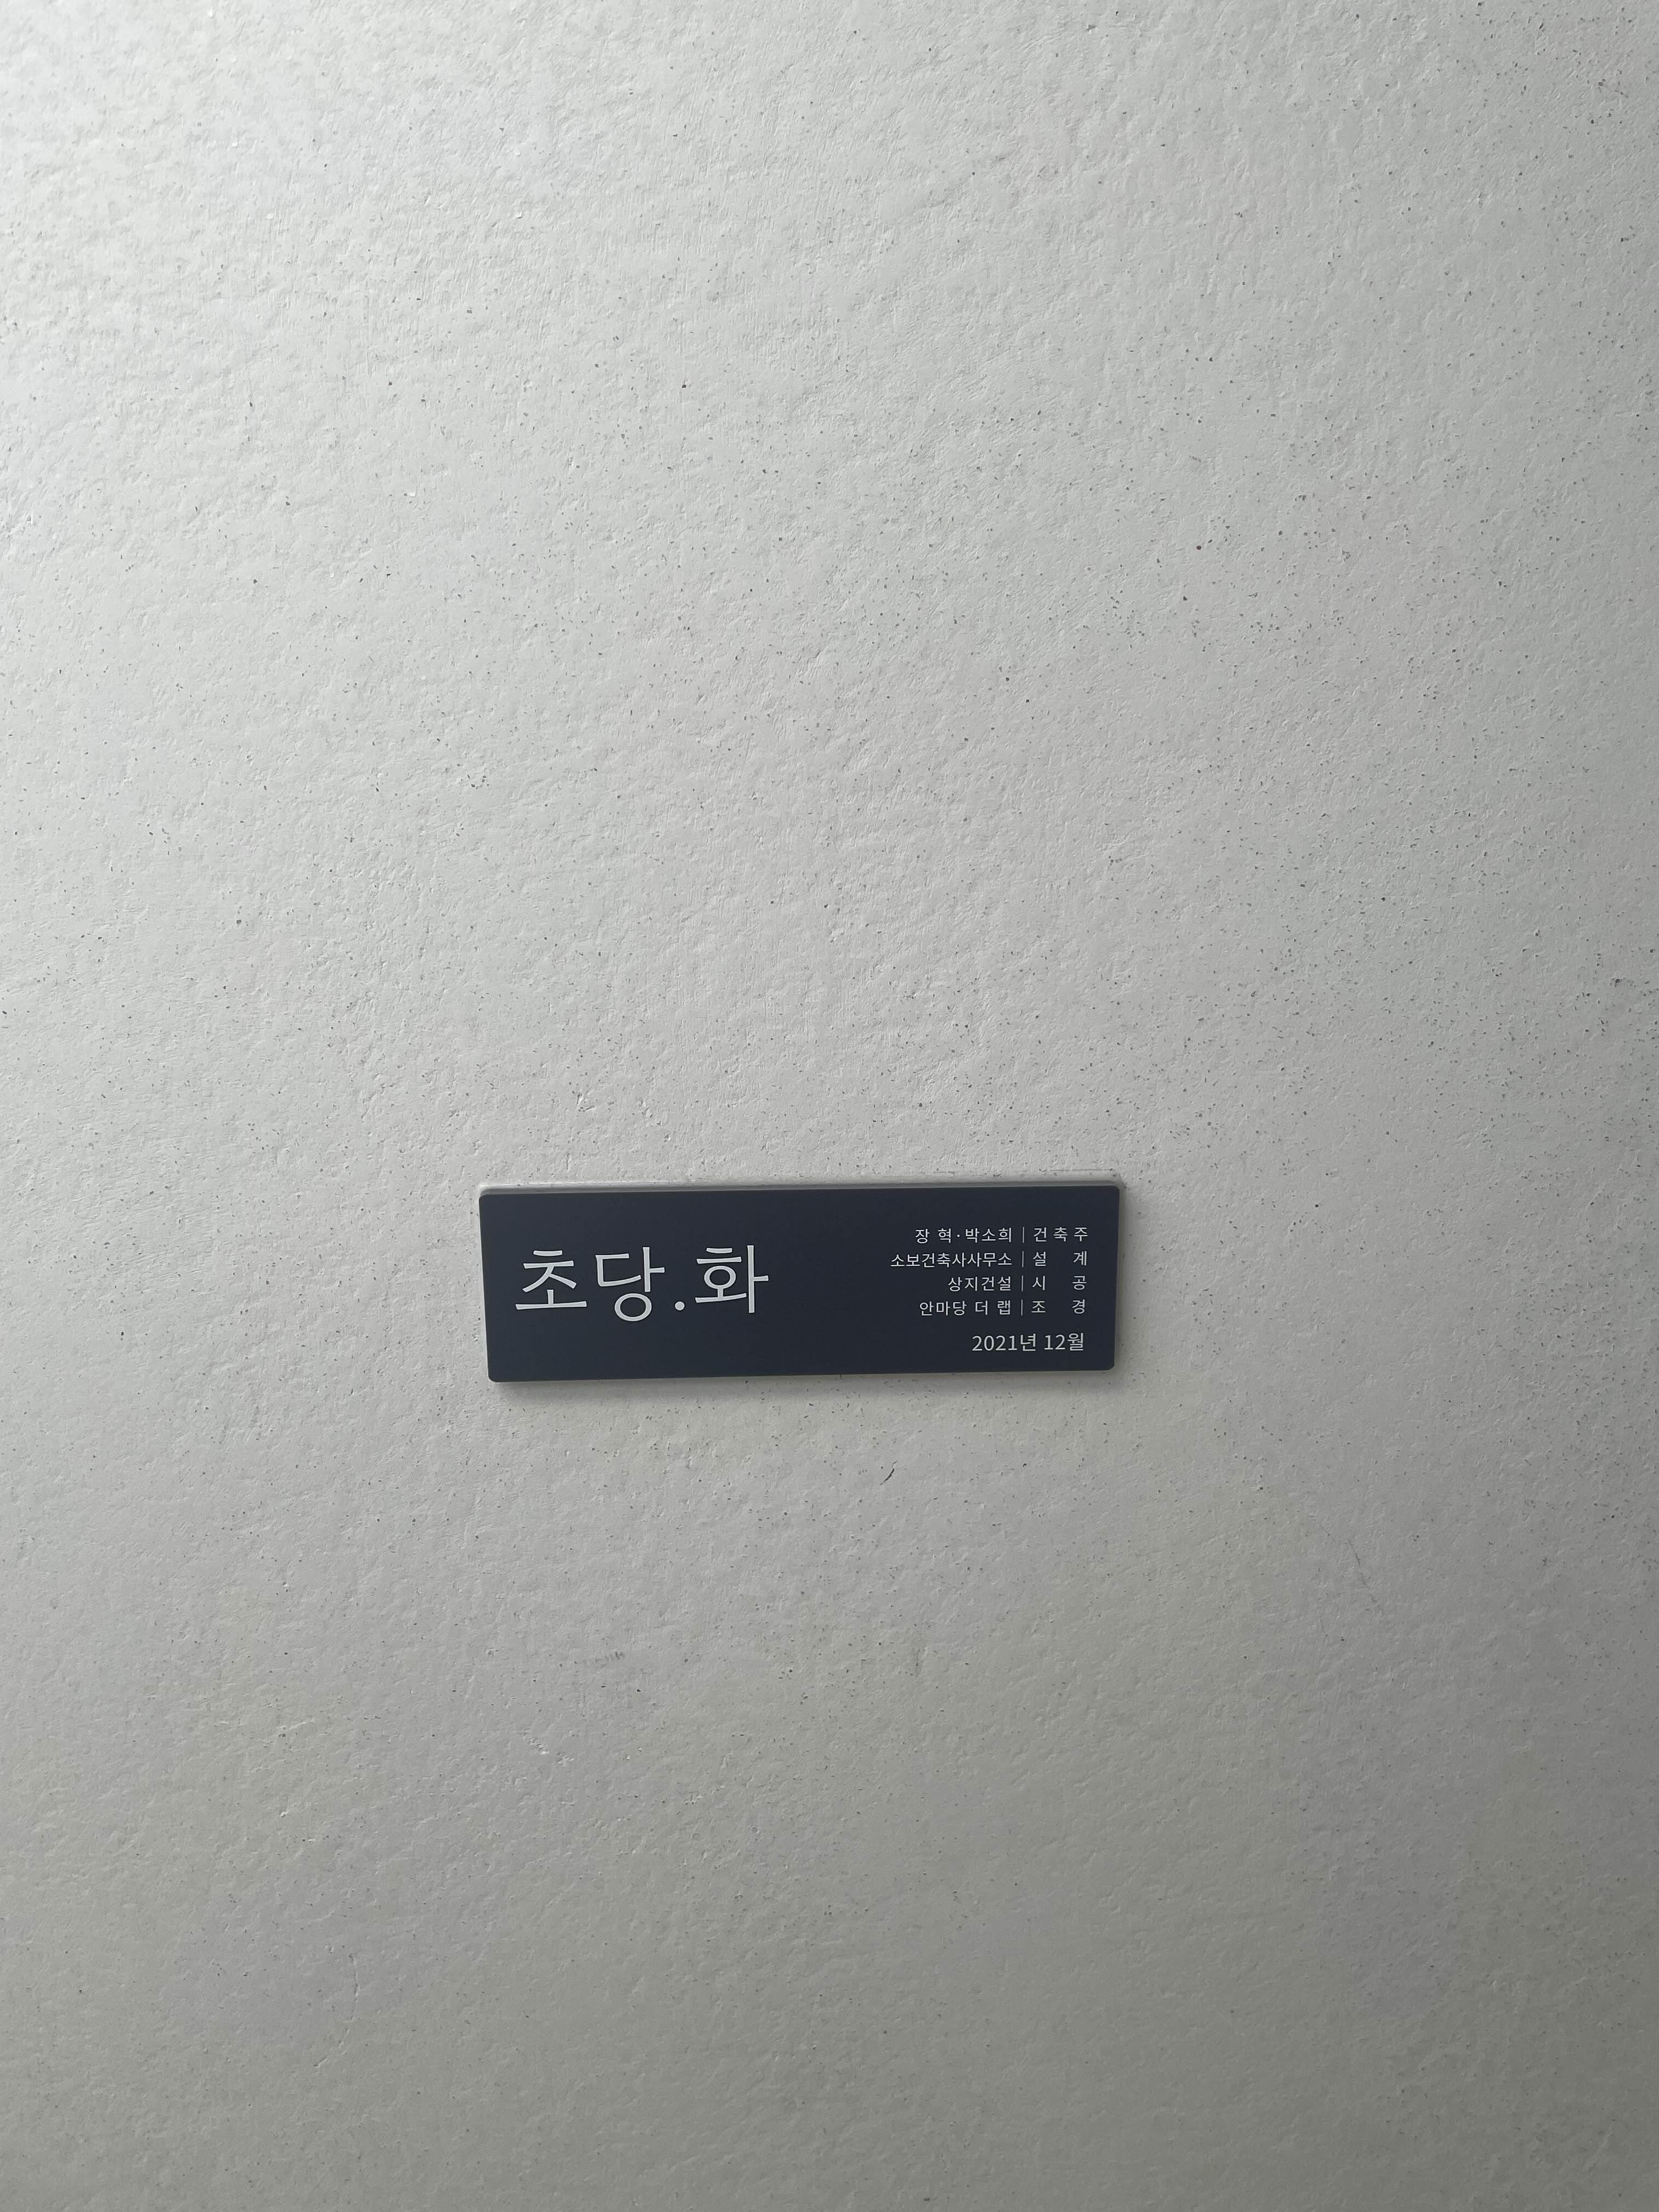 초당.화
장 혁·박소희 | 건축주
소보건축사사무소 | 설 계
상지건설 | 시 공
안마당 더 랩 | 조 경
2021년 12월